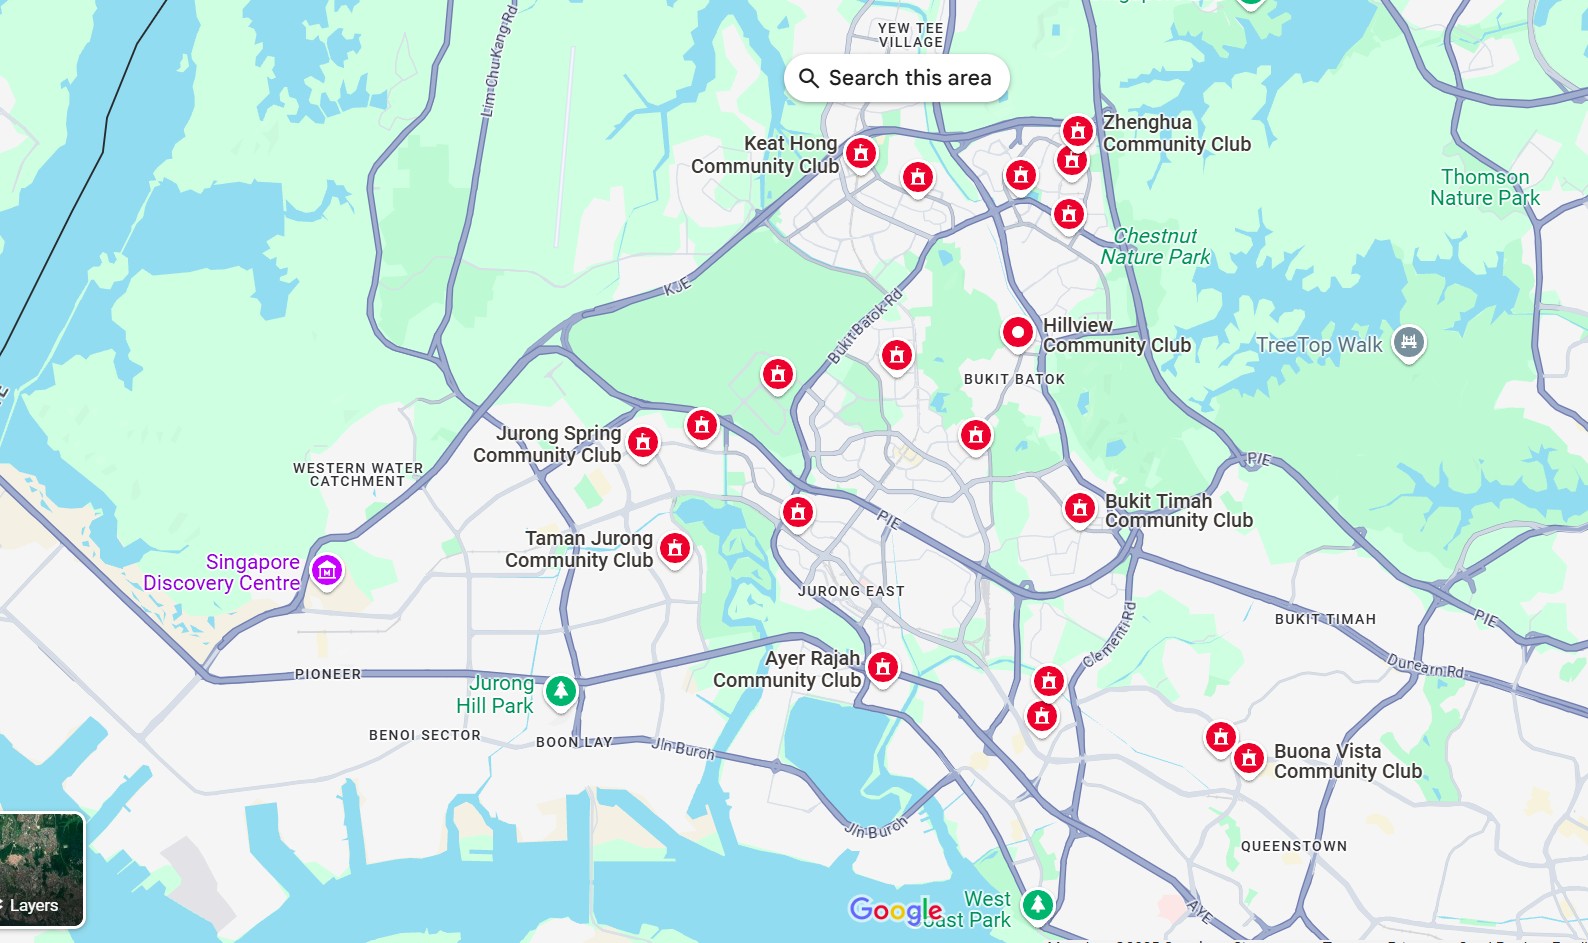 YEW TEE
VILLAGE
Search this area
Lim Chu Kang Rd
Zhenghua
Community Club
Keat Hong
Community Club
Thomson
Nature Park
Chestnut
Nature Park
KJE
Bukit Batok Rd
Hillview
Community Club
TreeTop Walk
BUKIT BATOK
Jurong Spring
Community Club
WESTERN WATER
CATCHMENT
PIE
Bukit Timah
Community Club
PIE
Taman Jurong
Community Club
Singapore
Discovery Centre
JURONG EAST
BUKIT TIMAH
PIE
Clementi Rd
Dunearn Rd
Ayer Rajah
Community Club
PIONEER
Jurong
Hill Park
BENOI SECTOR
BOON LAY
Jln Buroh
Buona Vista
Community Club
Jln Buroh
QUEENSTOWN
Layers
Google
West
Coast Park
AYE